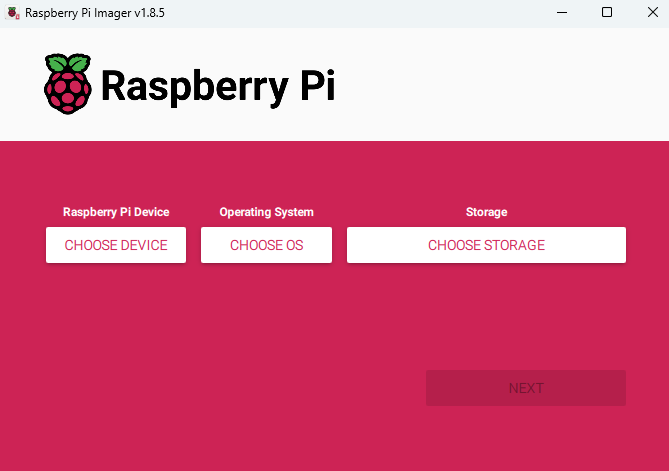 Raspberry Pi Imager v1.8.5
Raspberry Pi
Raspberry Pi Device Operating System Storage
CHOOSE DEVICE CHOOSE OS CHOOSE STORAGE
NEXT